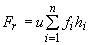 F_r = u \sum_{i=1}^{n} f_i h_i